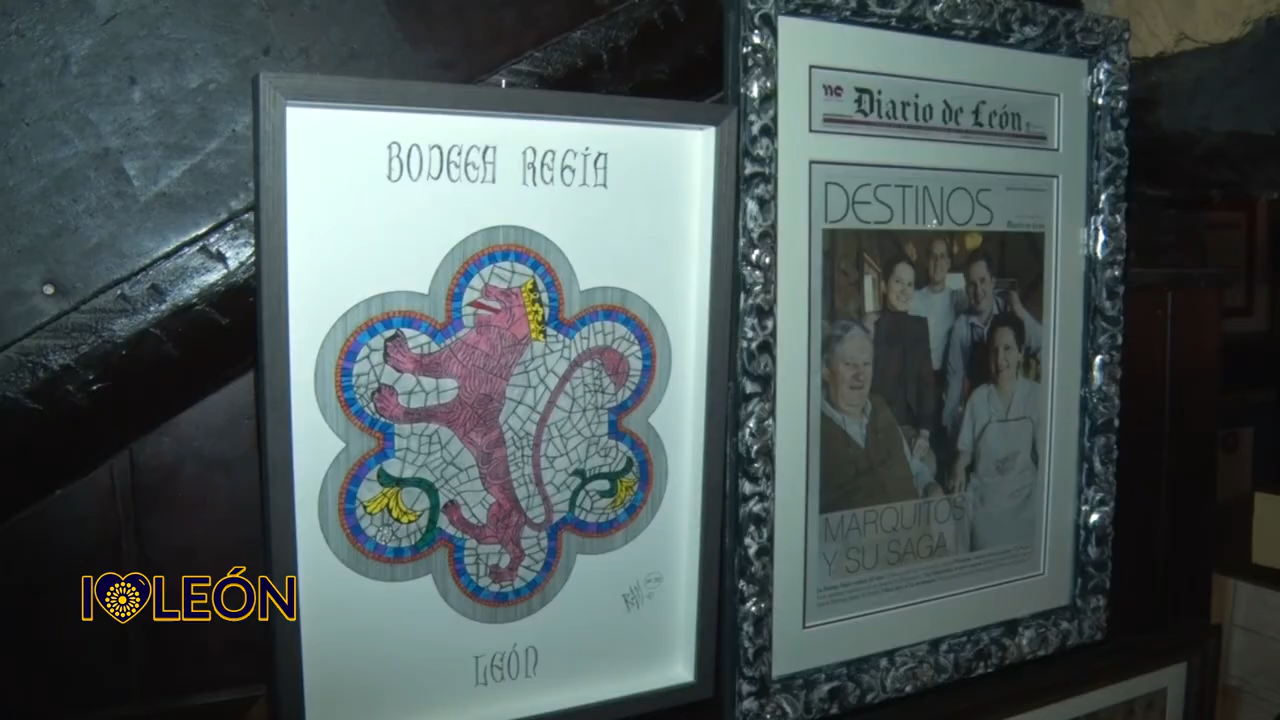 BODEGA REGÍA
LEÓN
Diario de León
DESTINOS
MARQUITOS
Y SU SAGA
I LEÓN